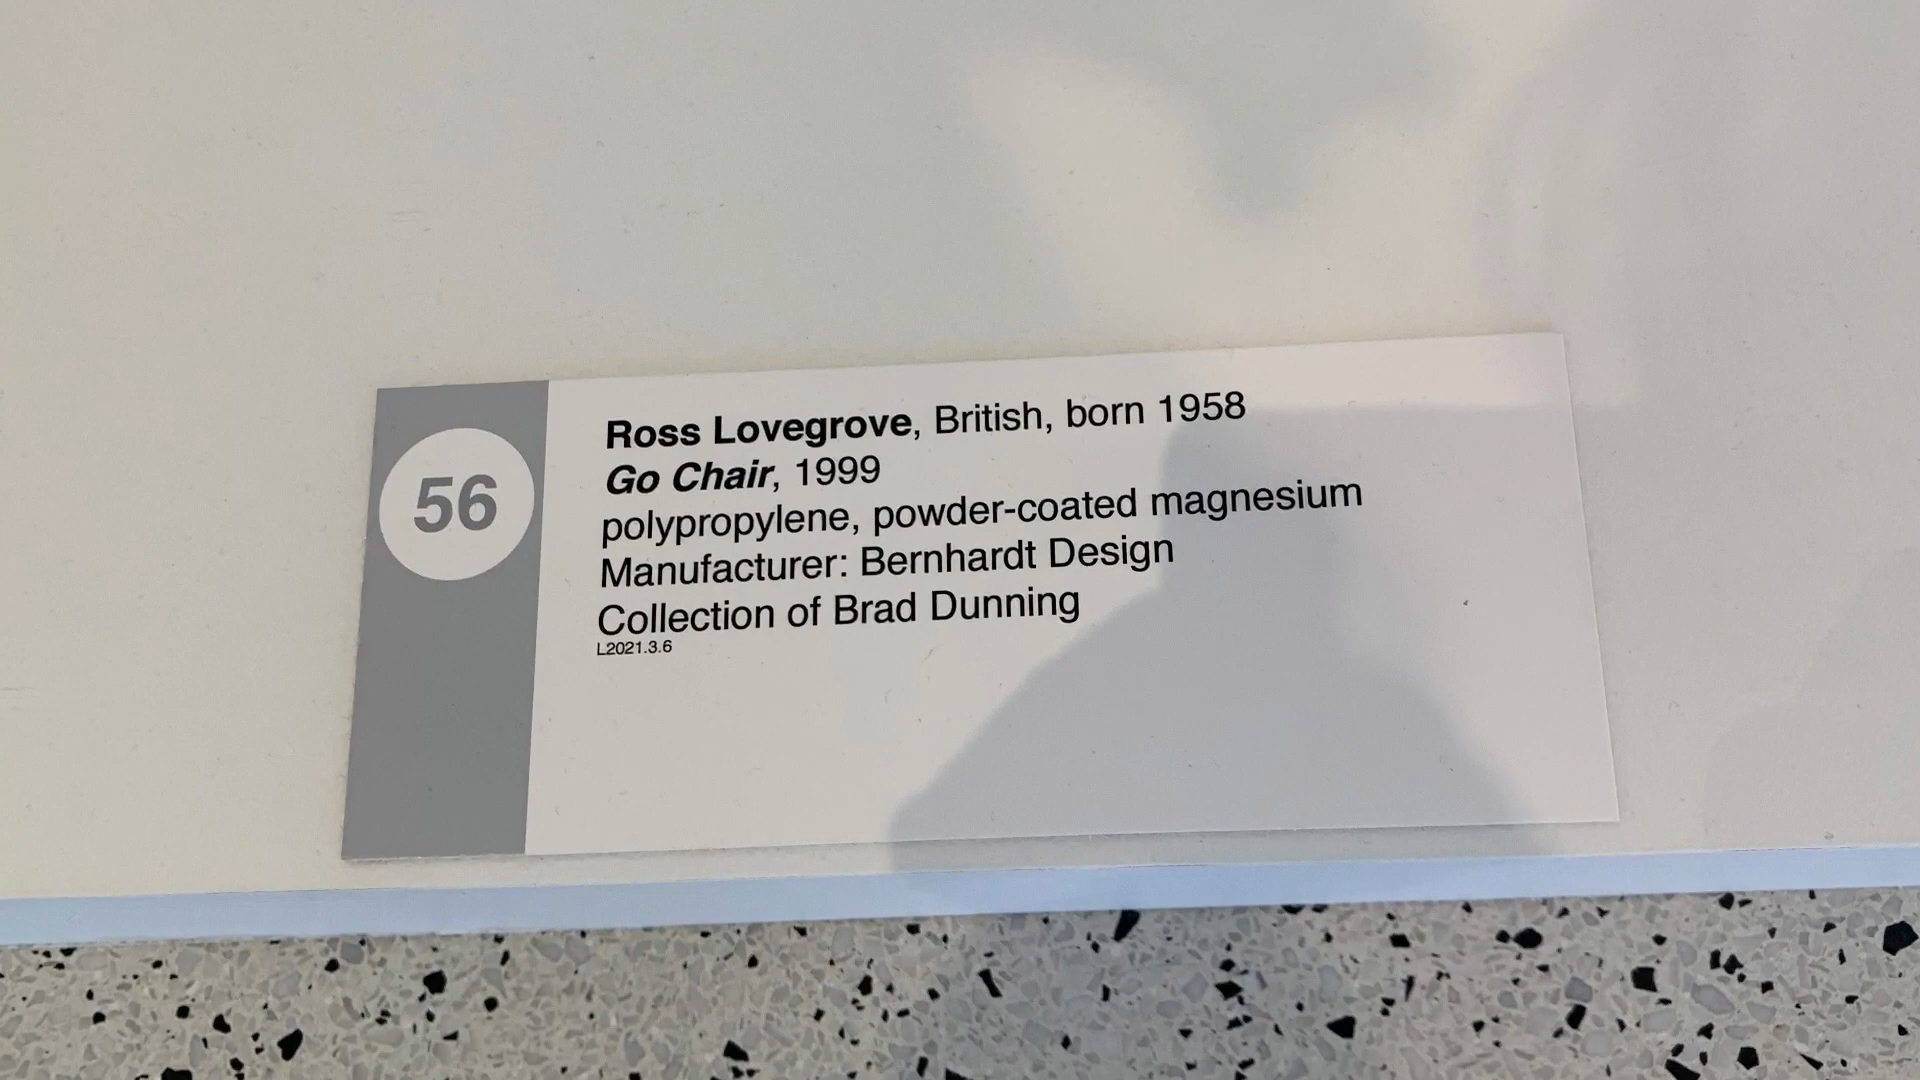 56
Ross Lovegrove, British, born 1958
Go Chair, 1999
polypropylene, powder-coated magnesium
Manufacturer: Bernhardt Design
Collection of Brad Dunning
L2021.3.6